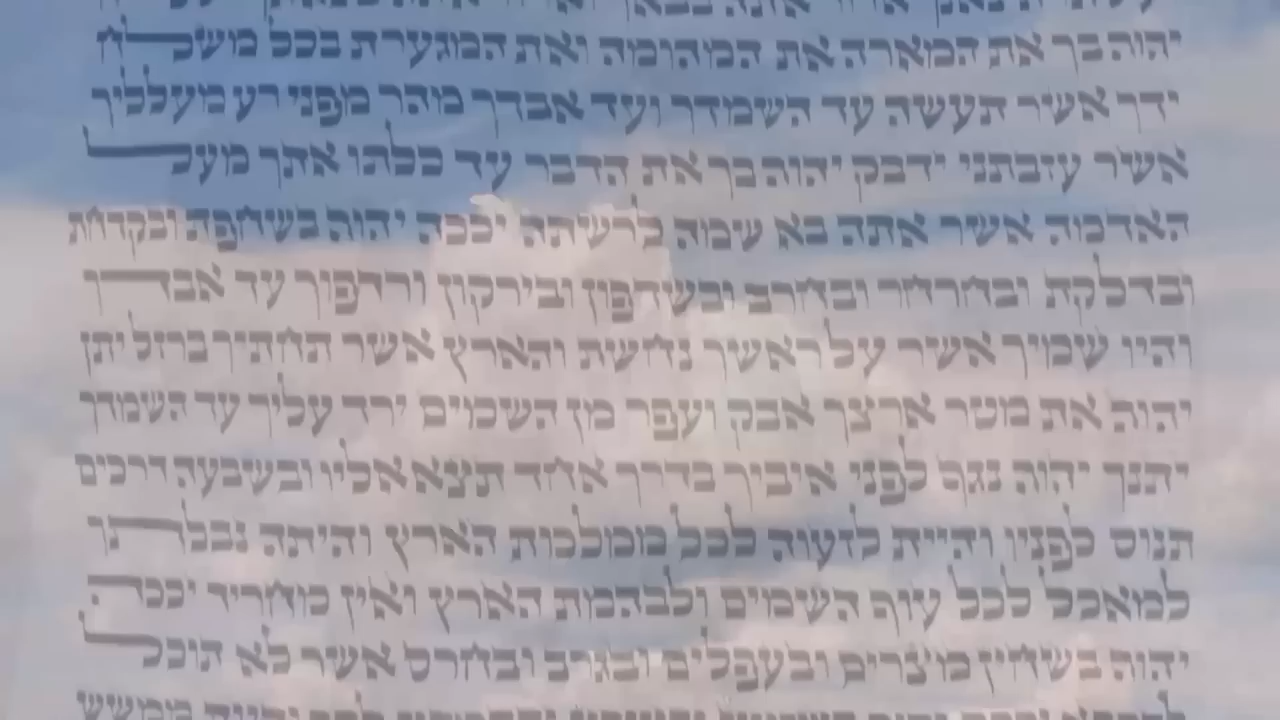 יהוה בך את המארה את המהומה ואת המגערת בכל משלח
ידך אשר תעשה עד השמדך ועד אבדך מהר מפני רע מעלליך
אשר עזבתני ידבק יהוה בך את הדבר עד כלתו אתך מעל
האדמה אשר אתה בא שמה לרשתה יככה יהוה בשחפת ובקדחת
ובדלקת ובחרחר ובחרב ובשדפון ובירקון ורדפוך עד אבדך
והיו שמיך אשר על ראשך נחשת והארץ אשר תחתיך ברזל יתן
יהוה את מטר ארצך אבק ועפר מן השמים ירד עליך עד השמדך
יתנך יהוה נגף לפני איביך בדרך אחד תצא אליו ובשבעה דרכים
תנוס לפניו והיית לזעוה לכל ממלכות הארץ והיתה נבלתך
למאכל לכל עוף השמים ולבהמת הארץ ואין מחריד יככה
יהוה בשחין מצרים ובעפלים ובגרב ובחרס אשר לא תוכל